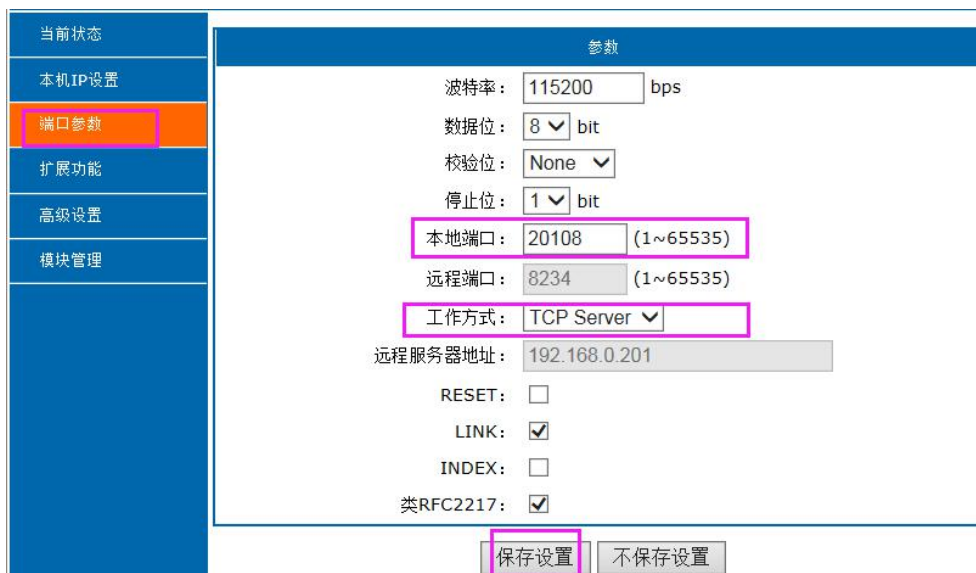 当前状态
本机IP设置
端口参数
扩展功能
高级设置
模块管理
参数
波特率： 115200 bps
数据位： 8 bit
校验位： None
停止位： 1 bit
本地端口： 20108 (1~65535)
远程端口： 8234 (1~65535)
工作方式： TCP Server
远程服务器地址： 192.168.0.201
RESET：
LINK：
INDEX：
类RFC2217：
保存设置 不保存设置